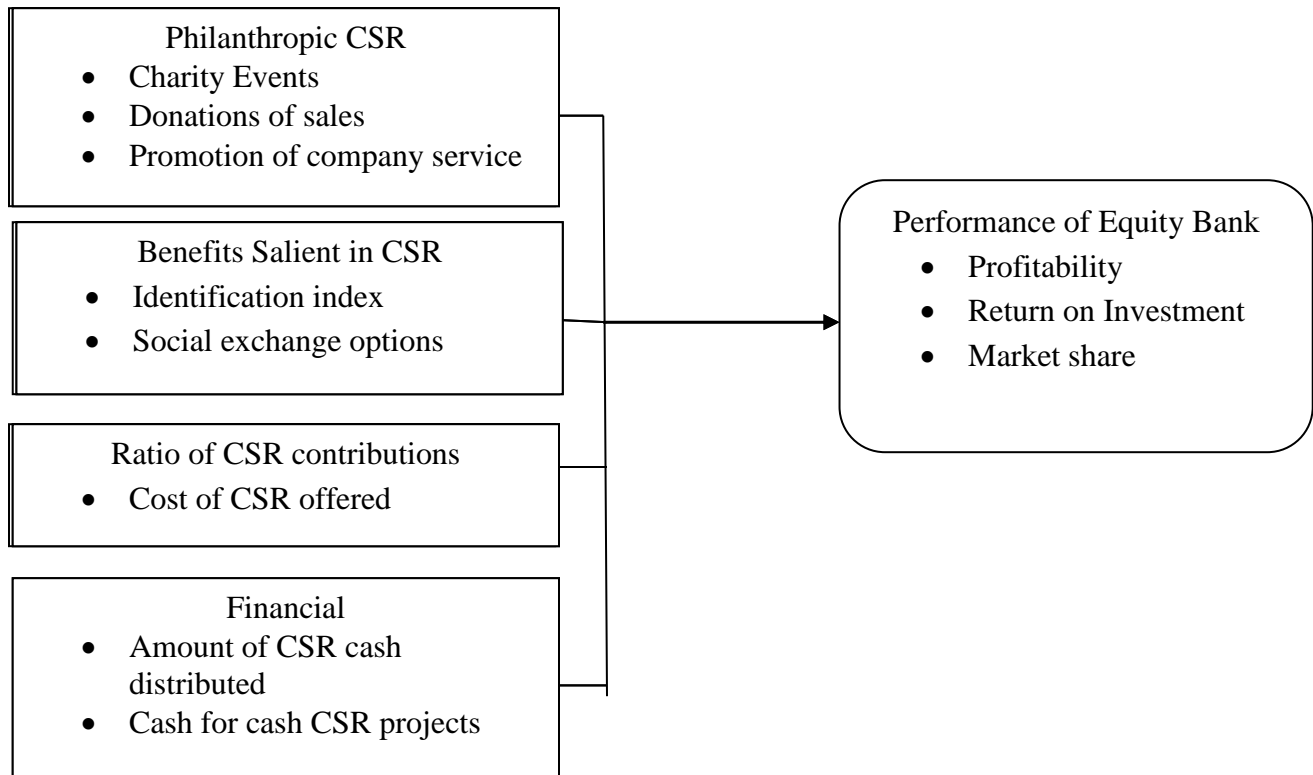 Philanthropic CSR
• Charity Events
• Donations of sales
• Promotion of company service
Benefits Salient in CSR
• Identification index
• Social exchange options
Ratio of CSR contributions
• Cost of CSR offered
Financial
• Amount of CSR cash
distributed
• Cash for cash CSR projects
Performance of Equity Bank
• Profitability
• Return on Investment
• Market share